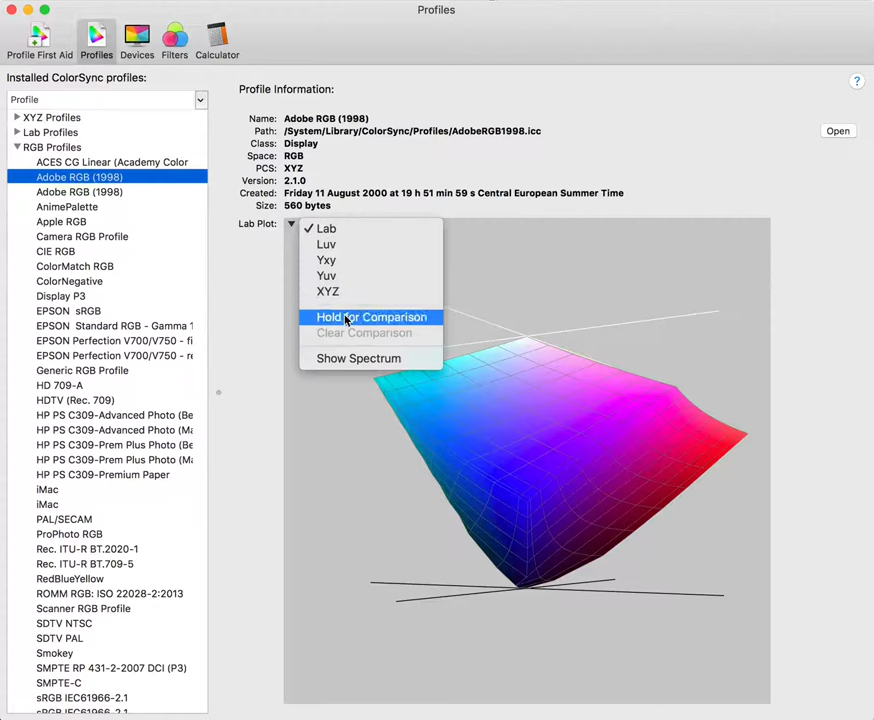 Profiles
Profile First Aid
Profiles
Devices
Filters
Calculator
Installed ColorSync profiles:
Profile
XYZ Profiles
Lab Profiles
RGB Profiles
ACES CG Linear (Academy Color
Adobe RGB (1998)
Adobe RGB (1998)
AnimePalette
Apple RGB
Camera RGB Profile
CIE RGB
ColorMatch RGB
ColorNegative
Display P3
EPSON sRGB
EPSON Standard RGB - Gamma 1
EPSON Perfection V700/V750 - fi
EPSON Perfection V700/V750 - re
Generic RGB Profile
HD 709-A
HDTV (Rec. 709)
HP PS C309-Advanced Photo (Be
HP PS C309-Advanced Photo (Ma
HP PS C309-Prem Plus Photo (Be
HP PS C309-Prem Plus Photo (Ma
HP PS C309-Premium Paper
iMac
iMac
PAL/SECAM
ProPhoto RGB
Rec. ITU-R BT.2020-1
Rec. ITU-R BT.709-5
RedBlueYellow
ROMM RGB: ISO 22028-2:2013
Scanner RGB Profile
SDTV NTSC
SDTV PAL
Smokey
SMPTE RP 431-2-2007 DCI (P3)
SMPTE-C
sRGB IEC61966-2.1
sRGB IEC61966-2.1
?
Profile Information:
Name: Adobe RGB (1998)
Path: /System/Library/ColorSync/Profiles/AdobeRGB1998.icc
Open
Class: Display
Space: RGB
PCS: XYZ
Version: 2.1.0
Created: Friday 11 August 2000 at 19 h 51 min 59 s Central European Summer Time
Size: 560 bytes
Lab Plot:
✓ Lab
Luv
Yxy
Yuv
XYZ
Hold for Comparison
Clear Comparison
Show Spectrum